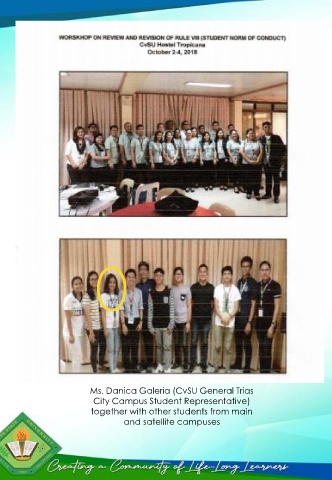 WORSKHOP ON REVIEW AND REVISION OF RULE VIII (STUDENT NORM OF CONDUCT)
CvSU Hostel Tropicana
October 2-4, 2018
Ms. Danica Galeria (CvSU General Trias
City Campus Student Representative)
together with other students from main
and satellite campuses
Creating a Community of Life-Long Learners